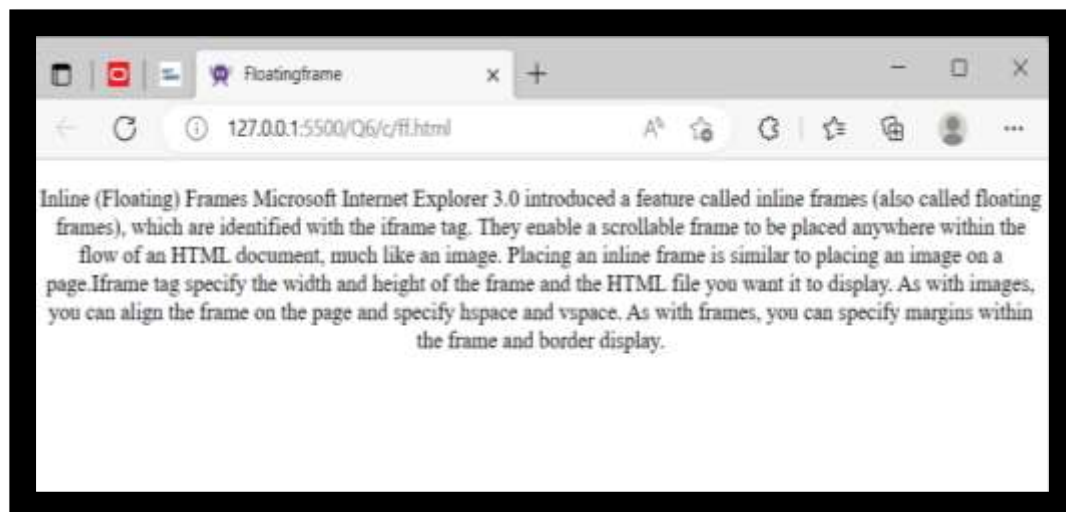 Floatingframe
127.0.0.1:5500/Q6/c/ff.html
Inline (Floating) Frames Microsoft Internet Explorer 3.0 introduced a feature called inline frames (also called floating
frames), which are identified with the iframe tag. They enable a scrollable frame to be placed anywhere within the
flow of an HTML document, much like an image. Placing an inline frame is similar to placing an image on a
page.Iframe tag specify the width and height of the frame and the HTML file you want it to display. As with images,
you can align the frame on the page and specify hspace and vspace. As with frames, you can specify margins within
the frame and border display.